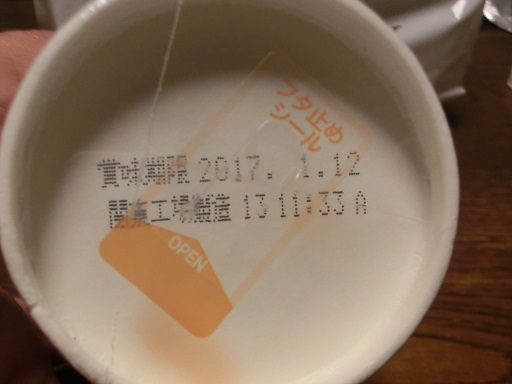 フタ止め
シール
賞味期限 2017. 1.12
関東工場製造 13 11:33 A
OPEN